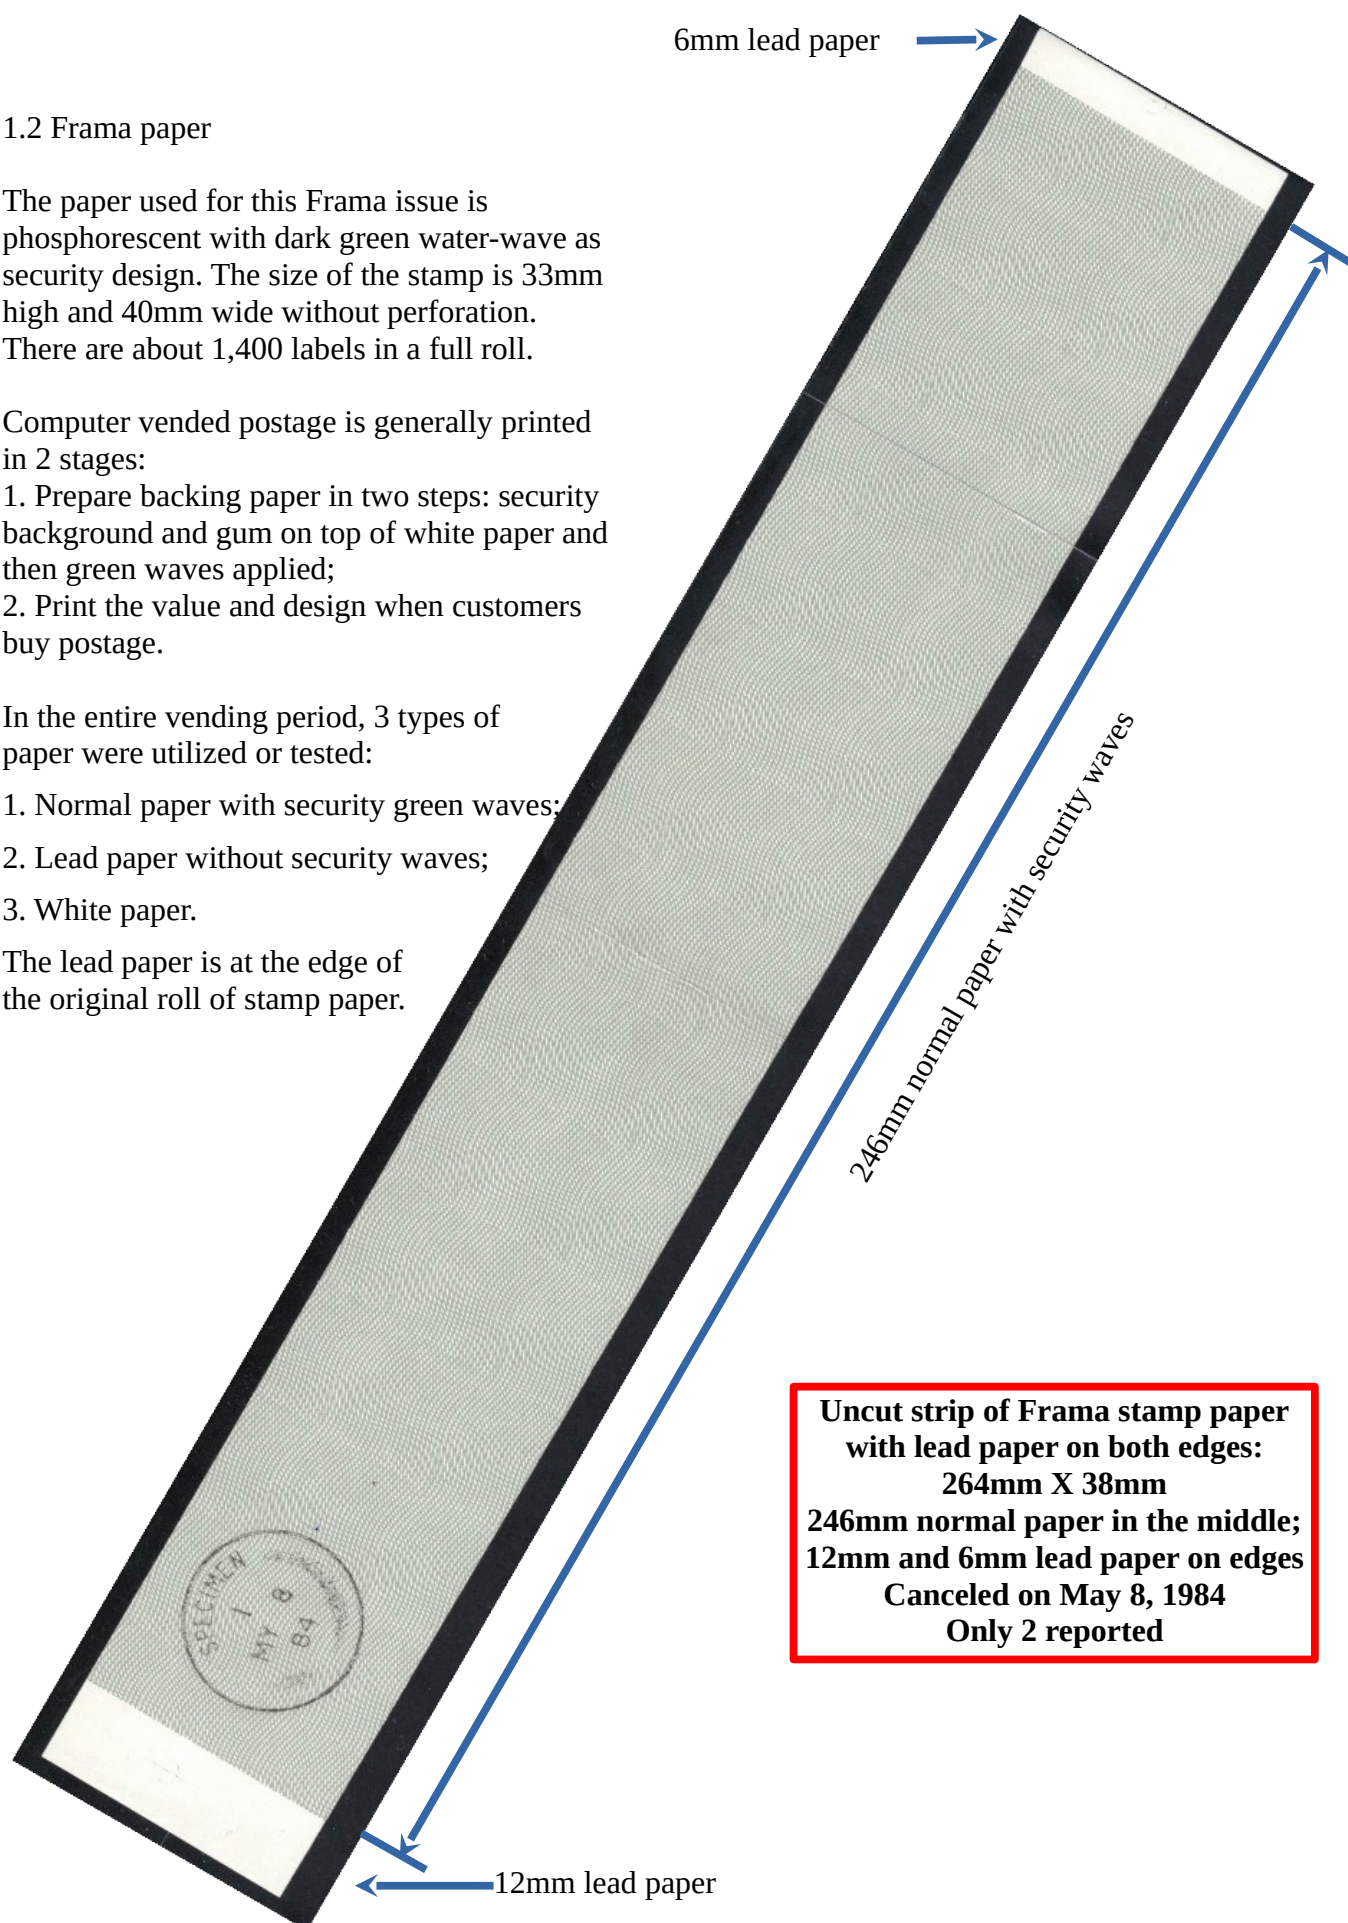 6mm lead paper
1.2 Frama paper
The paper used for this Frama issue is
phosphorescent with dark green water-wave as
security design. The size of the stamp is 33mm
high and 40mm wide without perforation.
There are about 1,400 labels in a full roll.
Computer vended postage is generally printed
in 2 stages:
1. Prepare backing paper in two steps: security
background and gum on top of white paper and
then green waves applied;
2. Print the value and design when customers
buy postage.
In the entire vending period, 3 types of
paper were utilized or tested:
1. Normal paper with security green waves;
2. Lead paper without security waves;
3. White paper.
The lead paper is at the edge of
the original roll of stamp paper.
246mm normal paper with security waves
Uncut strip of Frama stamp paper
with lead paper on both edges:
264mm X 38mm
246mm normal paper in the middle;
12mm and 6mm lead paper on edges
Canceled on May 8, 1984
Only 2 reported
SPECIMEN
1
MY 8
84
12mm lead paper